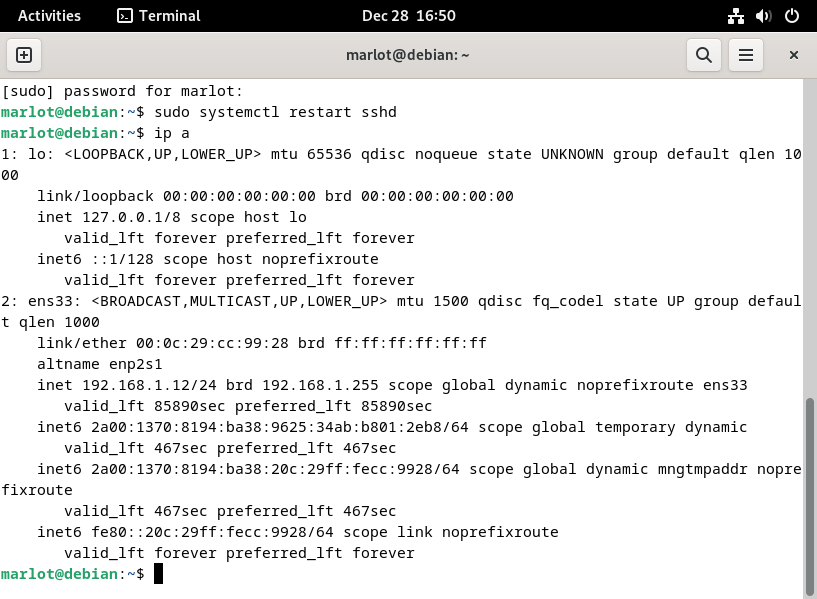 Activities Terminal Dec 28 16:50
marlot@debian: ~
[sudo] password for marlot:
marlot@debian:~$ sudo systemctl restart sshd
marlot@debian:~$ ip a
1: lo: <LOOPBACK,UP,LOWER_UP> mtu 65536 qdisc noqueue state UNKNOWN group default qlen 10
00
    link/loopback 00:00:00:00:00:00 brd 00:00:00:00:00:00
    inet 127.0.0.1/8 scope host lo
       valid_lft forever preferred_lft forever
    inet6 ::1/128 scope host noprefixroute
       valid_lft forever preferred_lft forever
2: ens33: <BROADCAST,MULTICAST,UP,LOWER_UP> mtu 1500 qdisc fq_codel state UP group defaul
t qlen 1000
    link/ether 00:0c:29:cc:99:28 brd ff:ff:ff:ff:ff:ff
    altname enp2s1
    inet 192.168.1.12/24 brd 192.168.1.255 scope global dynamic noprefixroute ens33
       valid_lft 85890sec preferred_lft 85890sec
    inet6 2a00:1370:8194:ba38:9625:34ab:b801:2eb8/64 scope global temporary dynamic
       valid_lft 467sec preferred_lft 467sec
    inet6 2a00:1370:8194:ba38:20c:29ff:fecc:9928/64 scope global dynamic mngtmpaddr nopre
fixroute
       valid_lft 467sec preferred_lft 467sec
    inet6 fe80::20c:29ff:fecc:9928/64 scope link noprefixroute
       valid_lft forever preferred_lft forever
marlot@debian:~$